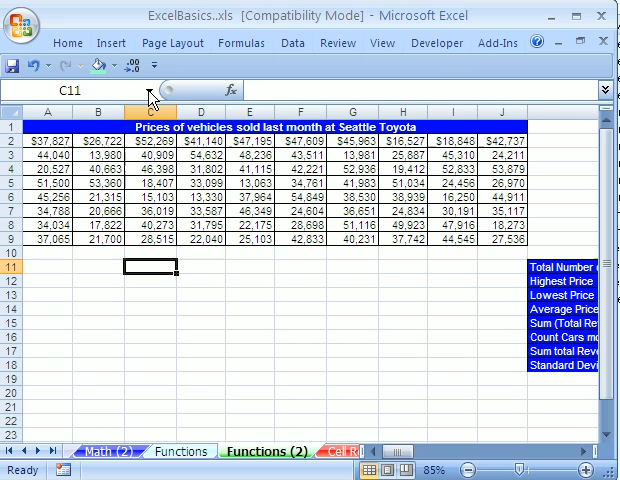 ExcelBasics..xls [Compatibility Mode] - Microsoft Excel
Home Insert Page Layout Formulas Data Review View Developer Add-Ins
C11 fx
A B C D E F G H I J
1 Prices of vehicles sold last month at Seattle Toyota
2 $37,827 $26,722 $52,269 $41,140 $47,195 $47,609 $45,963 $16,527 $18,848 $42,737
3 44,040 13,980 40,909 54,632 48,236 43,511 13,981 25,887 45,310 24,211
4 20,527 40,663 46,398 31,802 41,115 42,221 52,936 19,412 52,833 53,879
5 51,500 53,360 18,407 33,099 13,063 34,761 41,983 51,034 24,456 26,970
6 45,256 21,315 15,103 13,330 37,964 54,849 38,530 38,939 16,250 44,911
7 34,788 20,666 36,019 33,587 46,349 24,604 36,651 24,834 30,191 35,117
8 31,034 17,822 40,273 31,795 22,175 28,698 51,116 49,923 47,916 18,273
9 37,065 21,700 28,515 22,040 25,103 42,833 40,231 37,742 44,545 27,536
10
11 Total Number
12 Highest Price
13 Lowest Price
14 Average Price
15 Sum (Total Re
16 Count Cars mo
17 Sum total Reve
18 Standard Devi
19
20
21
22
23
Math (2) Functions Functions (2) Cell R
Ready 85%